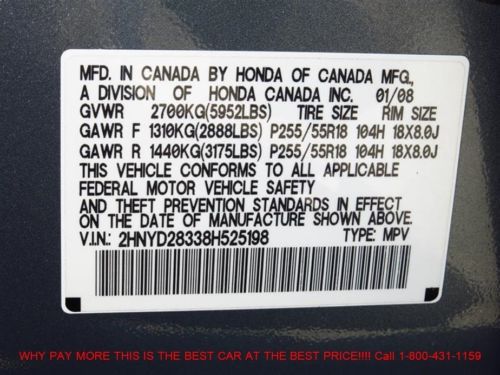 MFD. IN CANADA BY HONDA OF CANADA MFG.,
A DIVISION OF HONDA CANADA INC. 01/08
GVWR 2700KG(5952LBS) TIRE SIZE RIM SIZE
GAWR F 1310KG(2888LBS) P255/55R18 104H 18X8.0J
GAWR R 1440KG(3175LBS) P255/55R18 104H 18X8.0J
THIS VEHICLE CONFORMS TO ALL APPLICABLE
FEDERAL MOTOR VEHICLE SAFETY
AND THEFT PREVENTION STANDARDS IN EFFECT
ON THE DATE OF MANUFACTURE SHOWN ABOVE.
V.I.N.: 2HNYD28338H525198 TYPE: MPV
WHY PAY MORE THIS IS THE BEST CAR AT THE BEST PRICE!!!! Call 1-800-431-1159